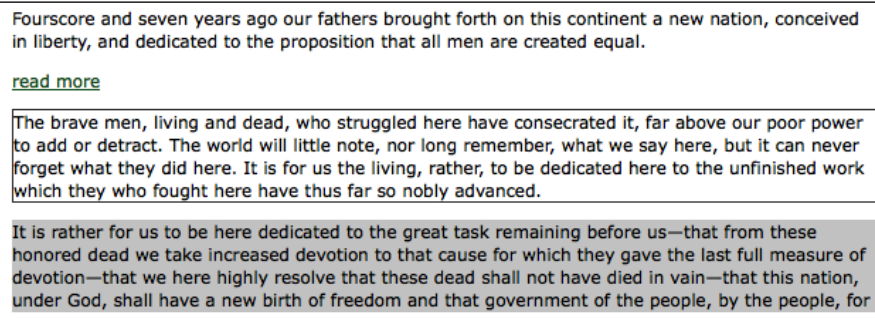 Fourscore and seven years ago our fathers brought forth on this continent a new nation, conceived
in liberty, and dedicated to the proposition that all men are created equal.
read more
The brave men, living and dead, who struggled here have consecrated it, far above our poor power
to add or detract. The world will little note, nor long remember, what we say here, but it can never
forget what they did here. It is for us the living, rather, to be dedicated here to the unfinished work
which they who fought here have thus far so nobly advanced.
It is rather for us to be here dedicated to the great task remaining before us—that from these
honored dead we take increased devotion to that cause for which they gave the last full measure of
devotion—that we here highly resolve that these dead shall not have died in vain—that this nation,
under God, shall have a new birth of freedom and that government of the people, by the people, for